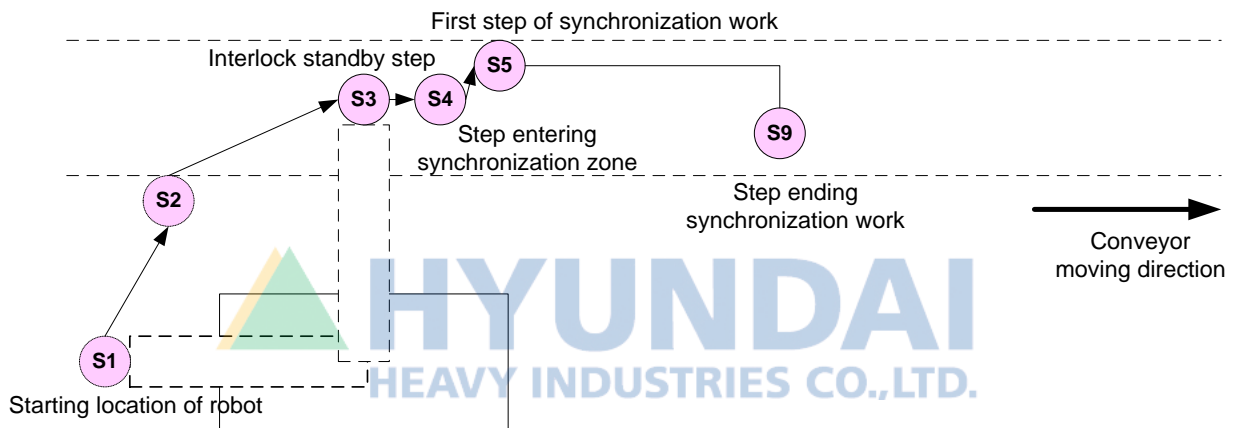 First step of synchronization work
Interlock standby step
S5
S3
S4
Step entering
synchronization zone
S9
S2
Step ending
synchronization work
Conveyor
moving direction
HYUNDAI
HEAVY INDUSTRIES CO.,LTD.
S1
Starting location of robot